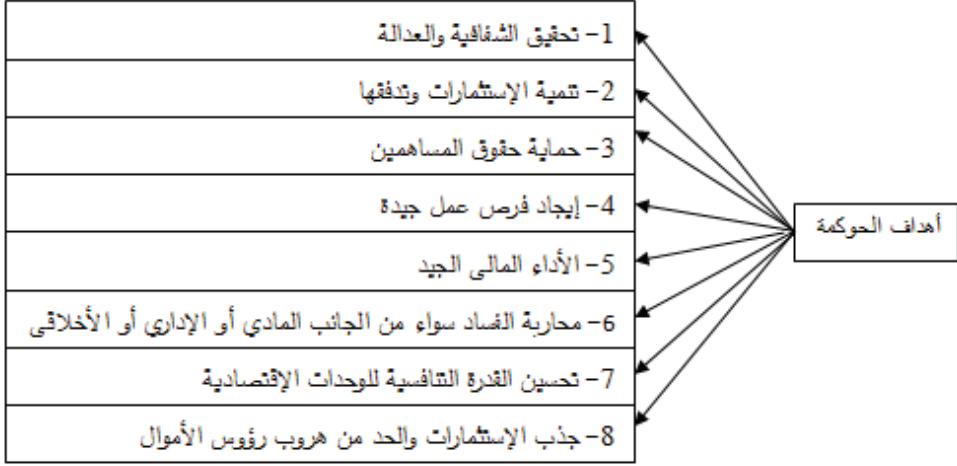 أهداف الحوكمة
1- تحقيق الشفافية والعدالة
2- تنمية الإستثمارات وتدفقها
3- حماية حقوق المساهمين
4- إيجاد فرص عمل جيدة
5- الأداء المالى الجيد
6- محاربة الفساد سواء من الجانب المادي أو الإداري أو الأخلاقى
7- تحسين القدرة التنافسية للوحدات الإقتصادية
8- جذب الإستثمارات والحد من هروب رؤوس الأموال